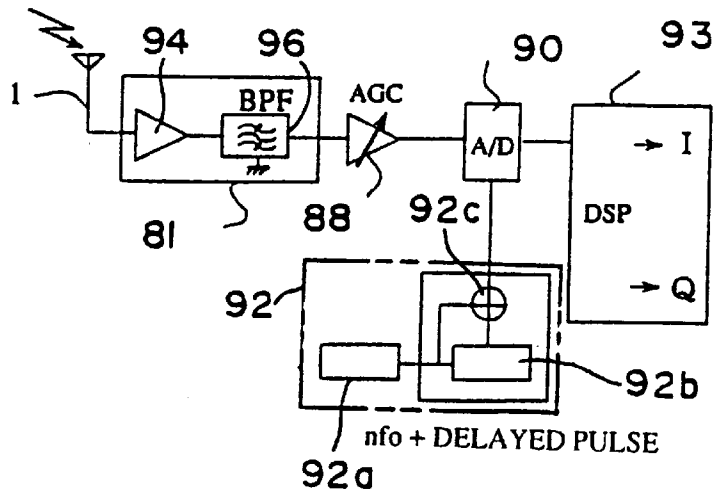 94
96
90
93
1
BPF
AGC
A/D
I
DSP
Q
81
88
92c
92
92b
92a
nfo + DELAYED PULSE